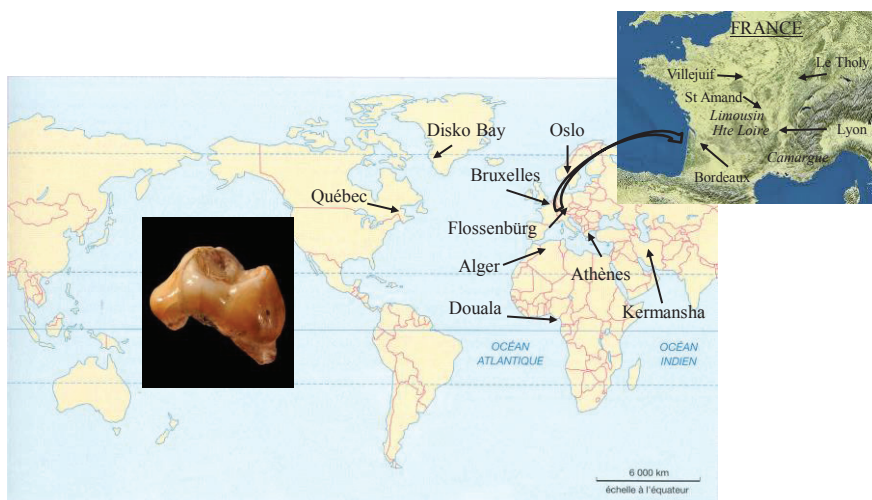 FRANCE
Villejuif
Le Tholy
St Amand
Limousin
Hte Loire
Lyon
Camargue
Bordeaux
Disko Bay
Oslo
Bruxelles
Québec
Flossenbürg
Alger
Athènes
Douala
Kermansha
OCÉAN
ATLANTIQUE
OCÉAN
INDIEN
6 000 km
échelle à l'équateur